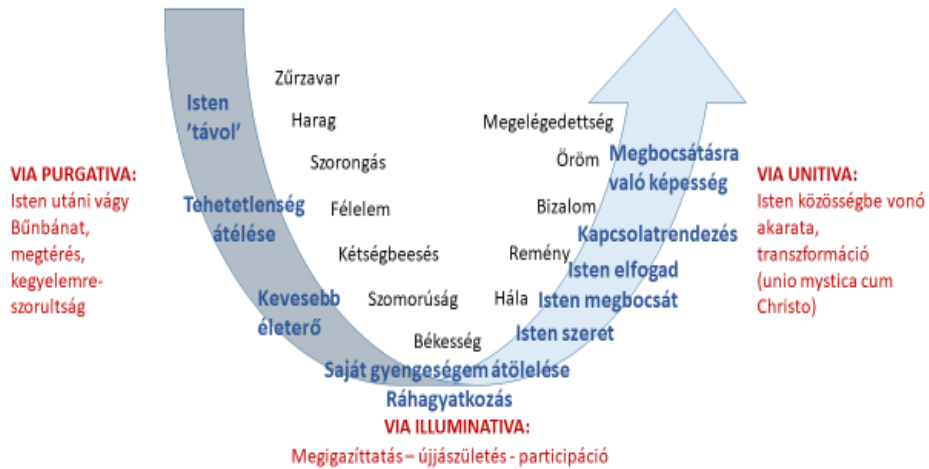 Zűrzavar
Harag
Szorongás
Félelem
Kétségbeesés
Szomorúság
Békesség
Isten
'távol'
Tehetetlenség
átélése
Kevesebb
életerő
Saját gyengeségem átölelése
Ráhagyatkozás
VIA PURGATIVA:
Isten utáni vágy
Bűnbánat,
megtérés,
kegyelemre-
szorultság
VIA ILLUMINATIVA:
Megigazíttatás – újjászületés - participáció
Megelégedettség
Öröm
Bizalom
Remény
Hála
Megbocsátásra
való képesség
Kapcsolatrendezés
Isten elfogad
Isten megbocsát
Isten szeret
VIA UNITIVA:
Isten közösségbe vonó
akarata,
transzformáció
(unio mystica cum
Christo)